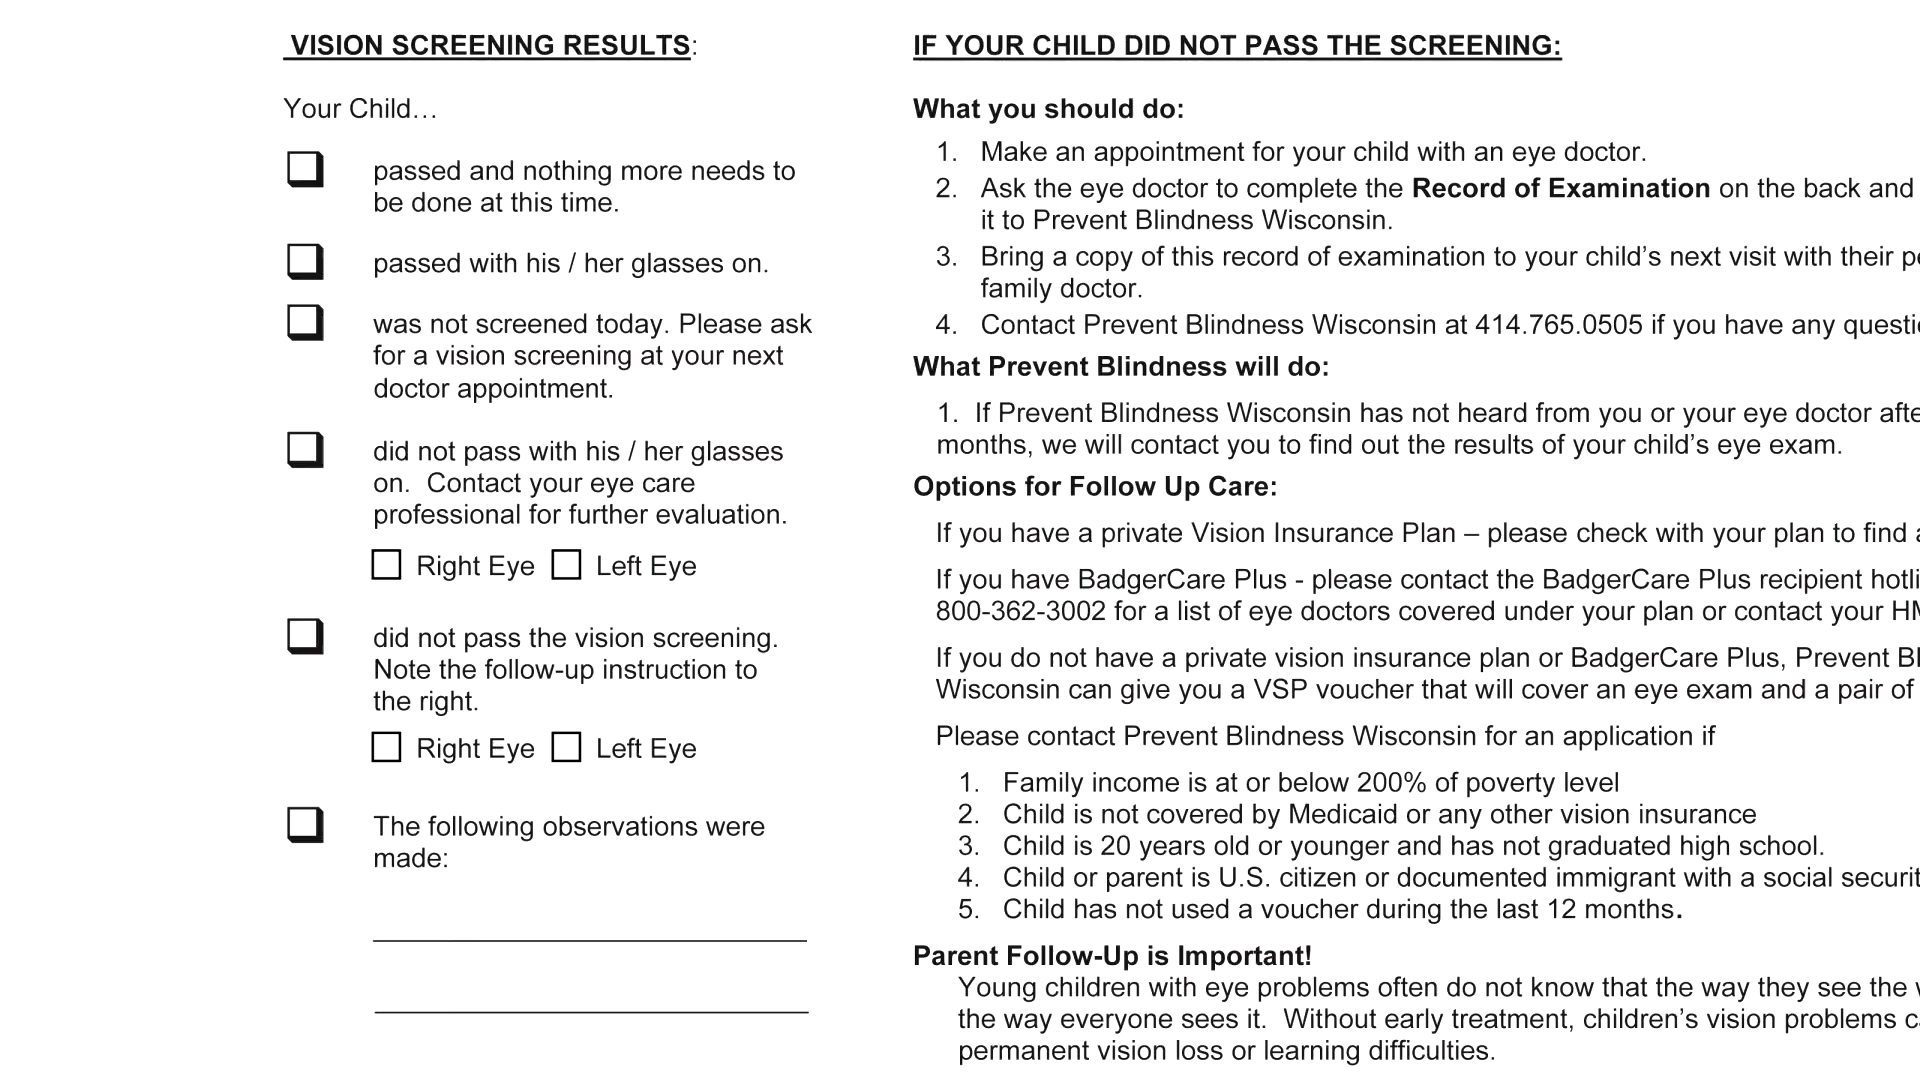 VISION SCREENING RESULTS:
Your Child…
passed and nothing more needs to
be done at this time.
passed with his / her glasses on.
was not screened today. Please ask
for a vision screening at your next
doctor appointment.
did not pass with his / her glasses
on.  Contact your eye care
professional for further evaluation.
Right Eye Left Eye
did not pass the vision screening.
Note the follow-up instruction to
the right.
Right Eye Left Eye
The following observations were
made:
IF YOUR CHILD DID NOT PASS THE SCREENING:
What you should do:
1. Make an appointment for your child with an eye doctor.
2. Ask the eye doctor to complete the Record of Examination on the back and
it to Prevent Blindness Wisconsin.
3. Bring a copy of this record of examination to your child’s next visit with their
family doctor.
4. Contact Prevent Blindness Wisconsin at 414.765.0505 if you have any
What Prevent Blindness will do:
1. If Prevent Blindness Wisconsin has not heard from you or your eye doctor
months, we will contact you to find out the results of your child’s eye exam.
Options for Follow Up Care:
If you have a private Vision Insurance Plan – please check with your plan to find
If you have BadgerCare Plus - please contact the BadgerCare Plus recipient
800-362-3002 for a list of eye doctors covered under your plan or contact your
If you do not have a private vision insurance plan or BadgerCare Plus, Prevent
Wisconsin can give you a VSP voucher that will cover an eye exam and a pair of
Please contact Prevent Blindness Wisconsin for an application if
1. Family income is at or below 200% of poverty level
2. Child is not covered by Medicaid or any other vision insurance
3. Child is 20 years old or younger and has not graduated high school.
4. Child or parent is U.S. citizen or documented immigrant with a social
5. Child has not used a voucher during the last 12 months.
Parent Follow-Up is Important!
Young children with eye problems often do not know that the way they see the
the way everyone sees it.  Without early treatment, children’s vision problems
permanent vision loss or learning difficulties.